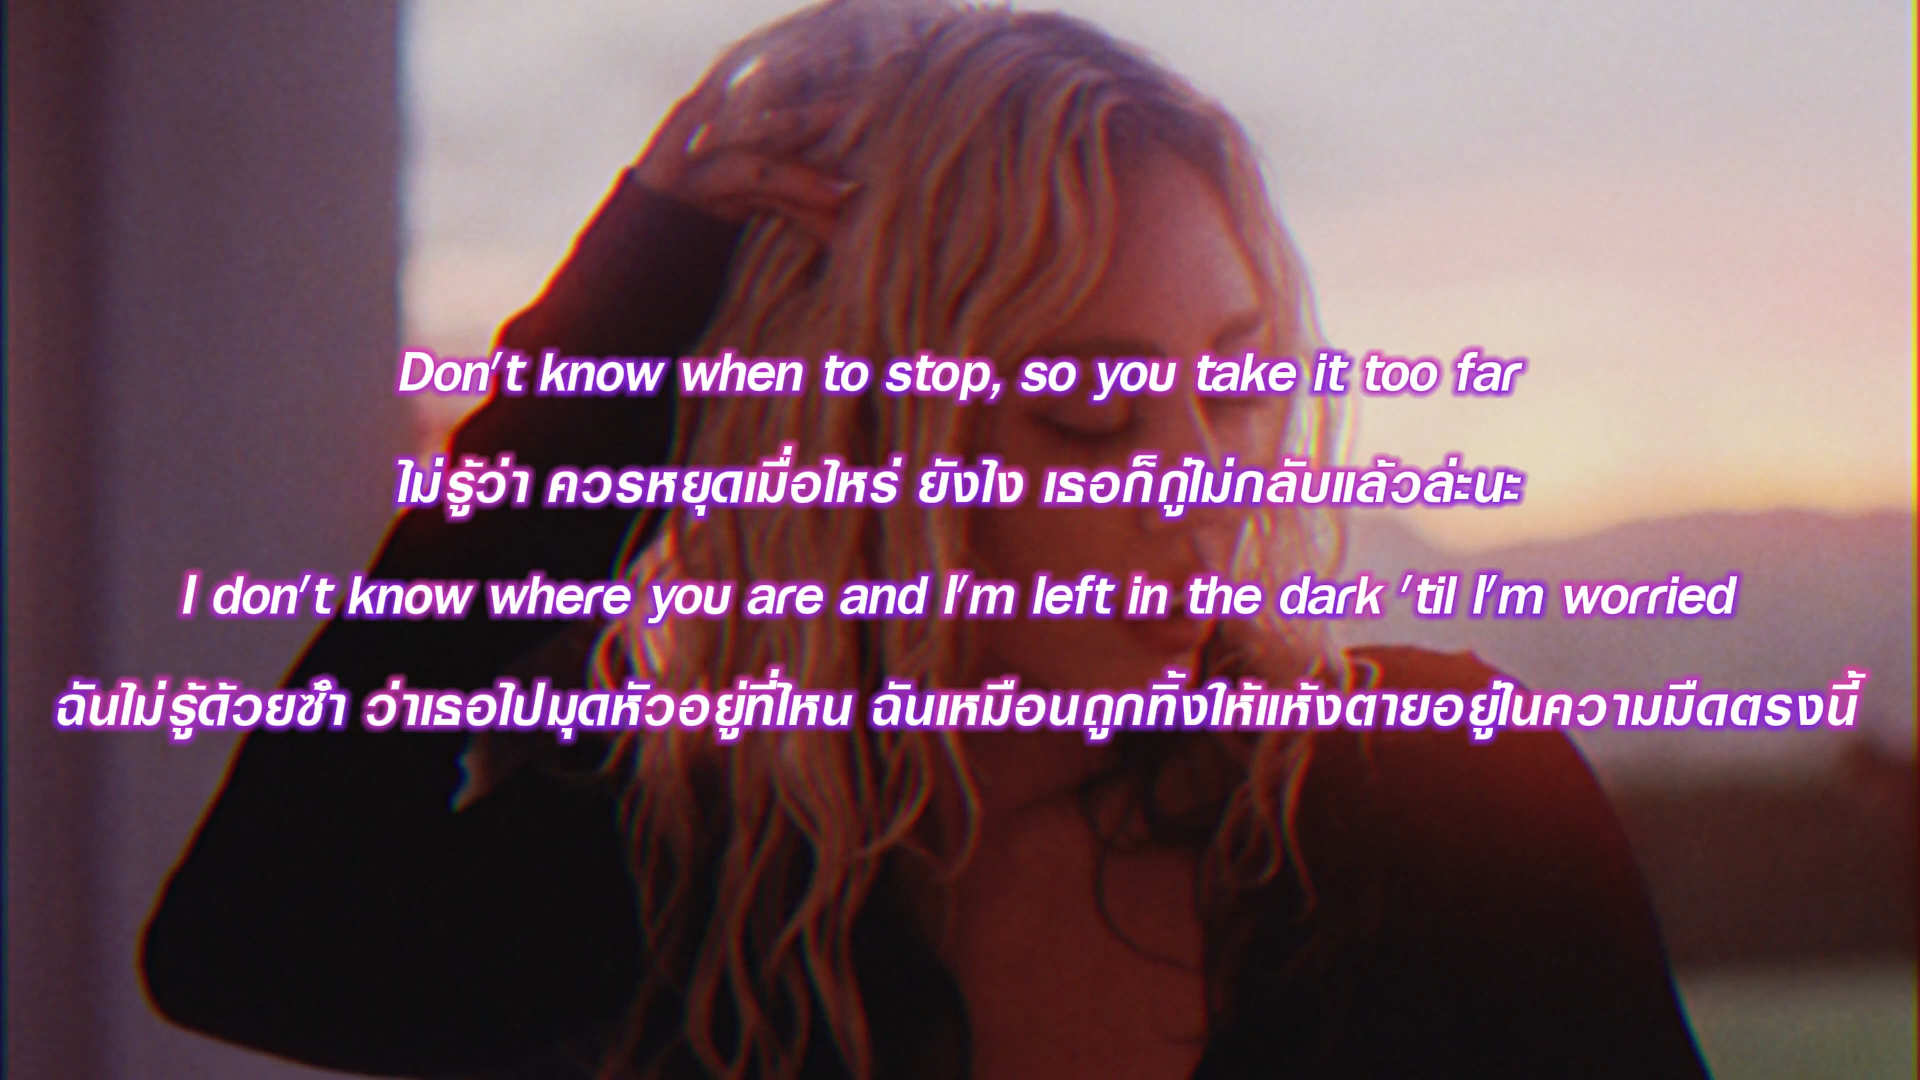 Don't know when to stop, so you take it too far
ไม่รู้ว่า ควรหยุดเมื่อไหร่ ยังไง เธอก็กู่ไม่กลับแล้วล่ะนะ
I don't know where you are and I'm left in the dark 'til I'm worried
ฉันไม่รู้ด้วยซ้ำ ว่าเธอไปมุดหัวอยู่ที่ไหน ฉันเหมือนถูกทิ้งให้แห้งตายอยู่ในความมืดตรงนี้